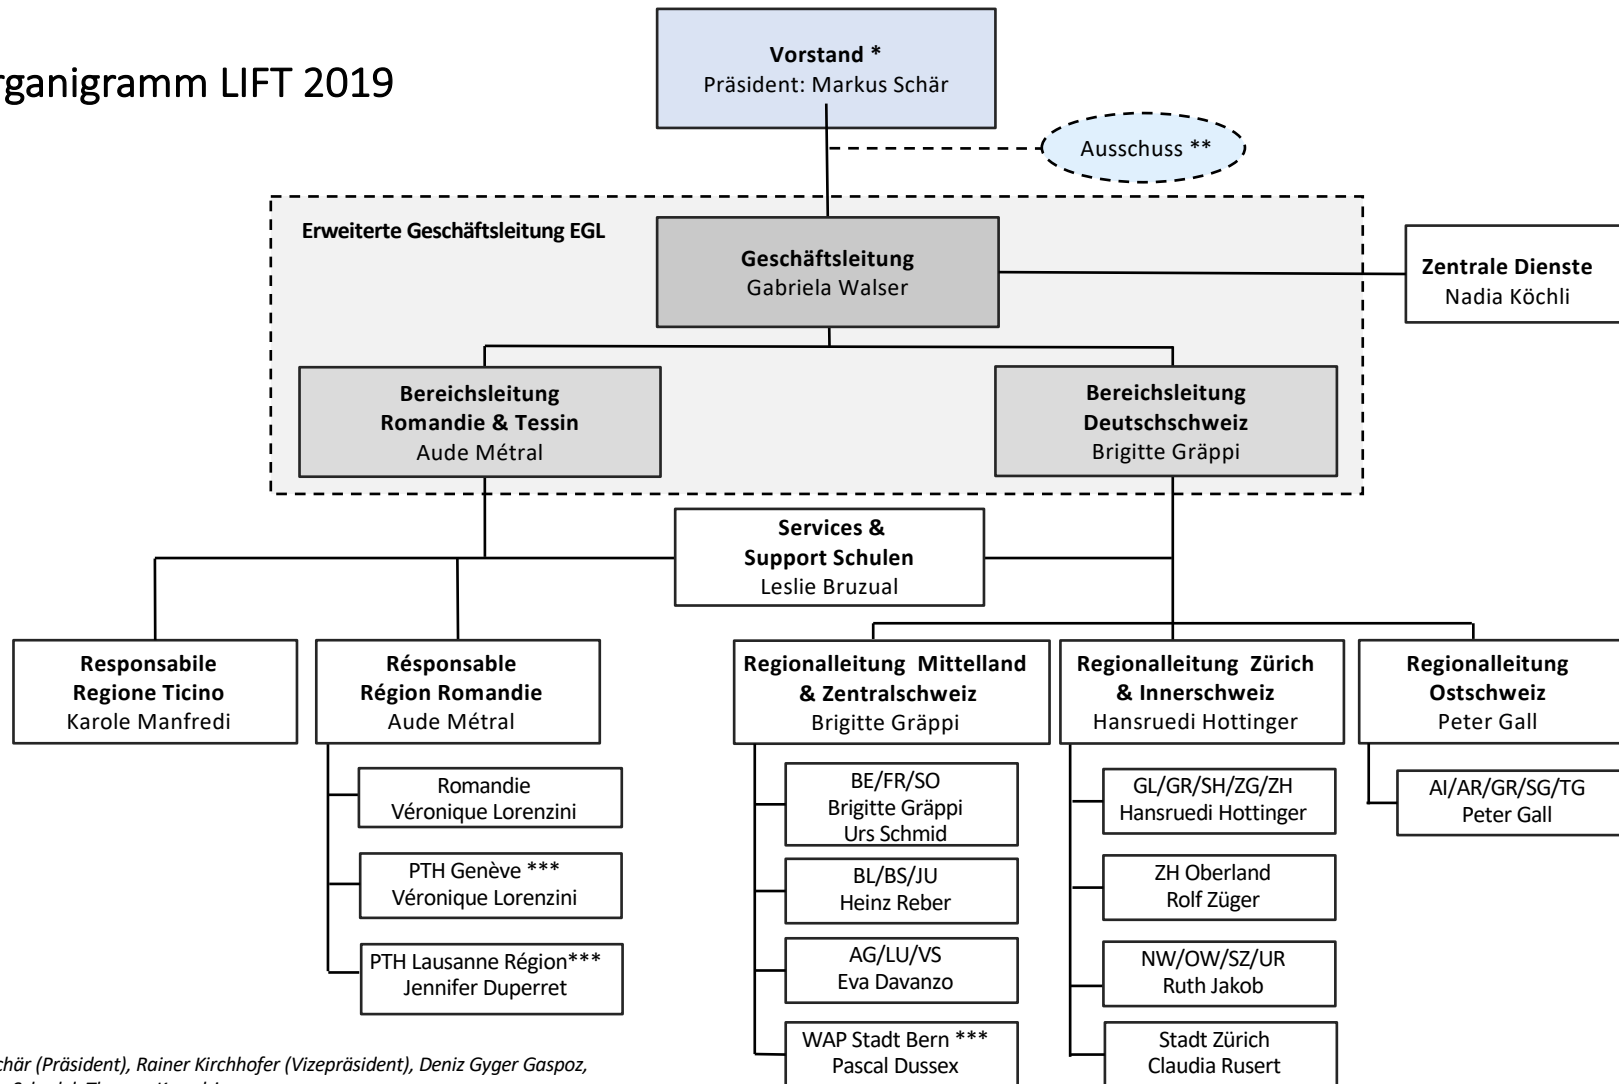 rganigramm LIFT 2019
Vorstand *
Präsident: Markus Schär
Ausschuss **
Erweiterte Geschäftsleitung EGL
Geschäftsleitung
Gabriela Walser
Zentrale Dienste
Nadia Köchli
Bereichsleitung
Romandie & Tessin
Aude Métral
Bereichsleitung
Deutschschweiz
Brigitte Gräppi
Services &
Support Schulen
Leslie Bruzual
Responsabile
Regione Ticino
Karole Manfredi
Résponsable
Région Romandie
Aude Métral
Regionalleitung Mittelland
& Zentralschweiz
Brigitte Gräppi
Regionalleitung Zürich
& Innerschweiz
Hansruedi Hottinger
Regionalleitung
Ostschweiz
Peter Gall
Romandie
Véronique Lorenzini
PTH Genève ***
Véronique Lorenzini
PTH Lausanne Région***
Jennifer Duperret
BE/FR/SO
Brigitte Gräppi
Urs Schmid
BL/BS/JU
Heinz Reber
AG/LU/VS
Eva Davanzo
WAP Stadt Bern ***
Pascal Dussex
GL/GR/SH/ZG/ZH
Hansruedi Hottinger
ZH Oberland
Rolf Züger
NW/OW/SZ/UR
Ruth Jakob
Stadt Zürich
Claudia Rusert
AI/AR/GR/SG/TG
Peter Gall
chär (Präsident), Rainer Kirchhofer (Vizepräsident), Deniz Gyger Gaspoz,